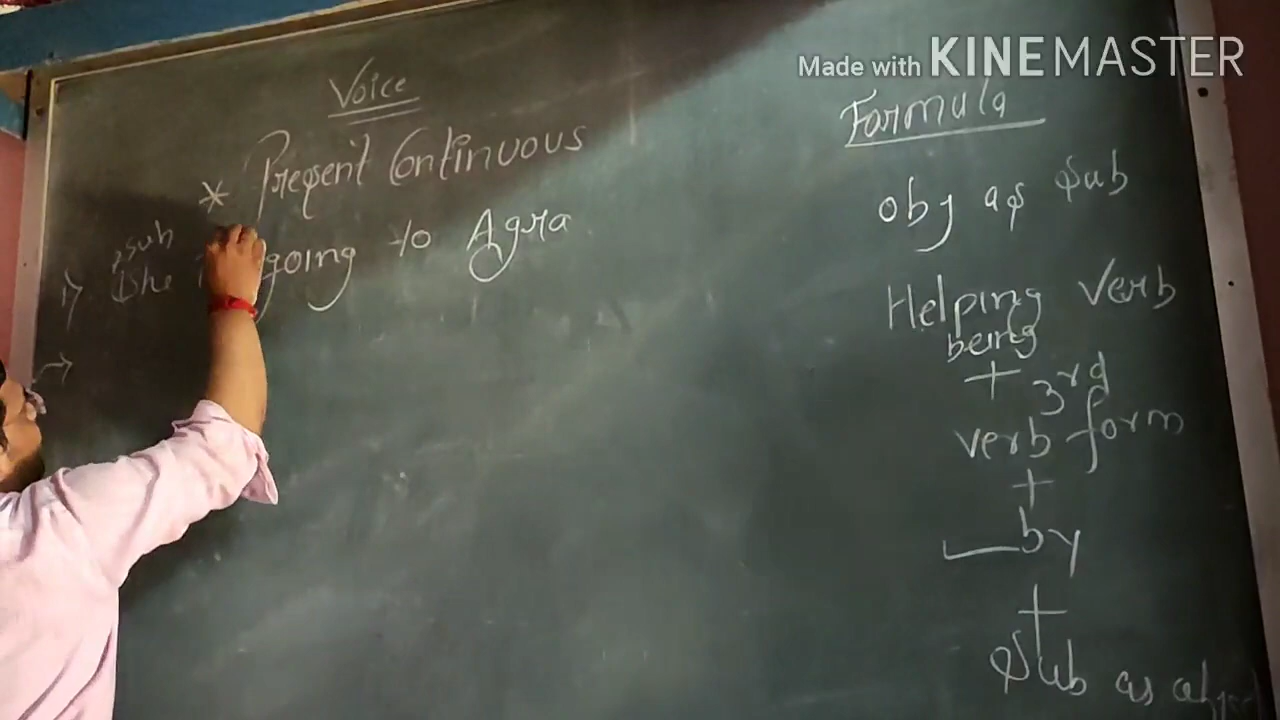 Made with KINEMASTER
Voice
* Present Continuous
sub
1) She going to Agra
→
Formula
obj as sub
Helping Verb
being
+ 3rd
verb form
+
by
+
Sub as